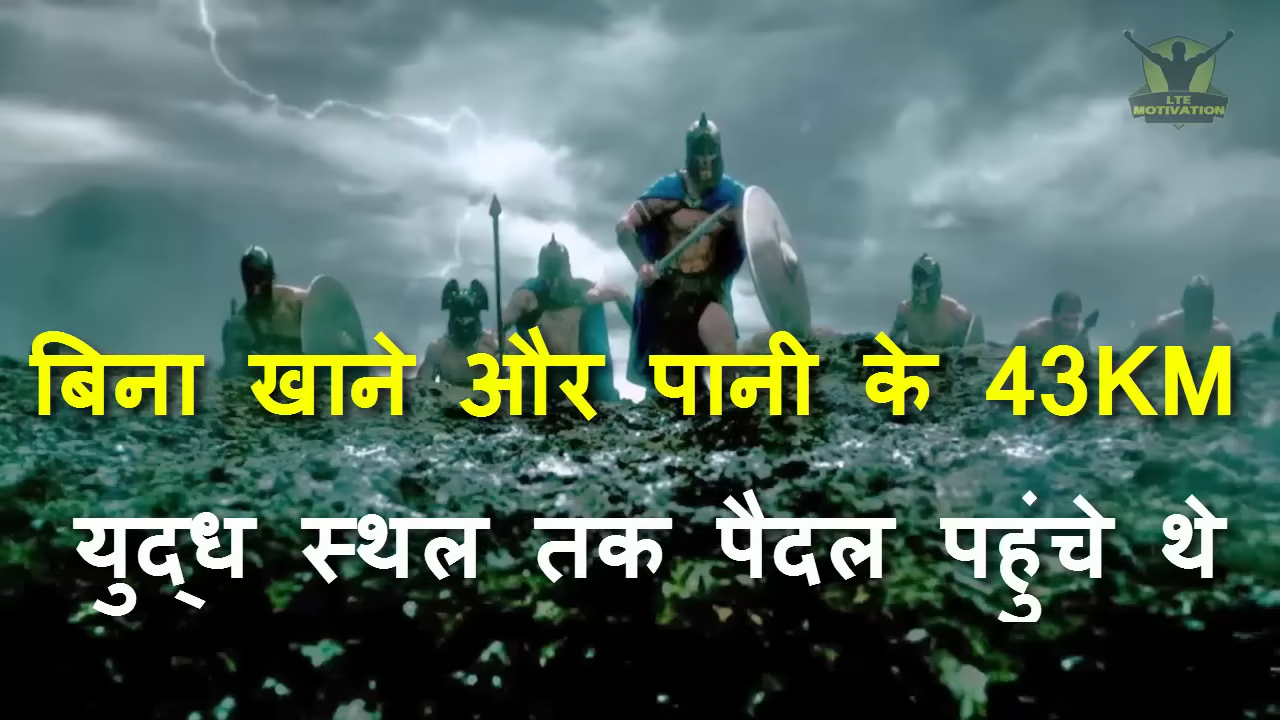 LTE
MOTIVATION
बिना खाने और पानी के 43KM
युद्ध स्थल तक पैदल पहुंचे थे